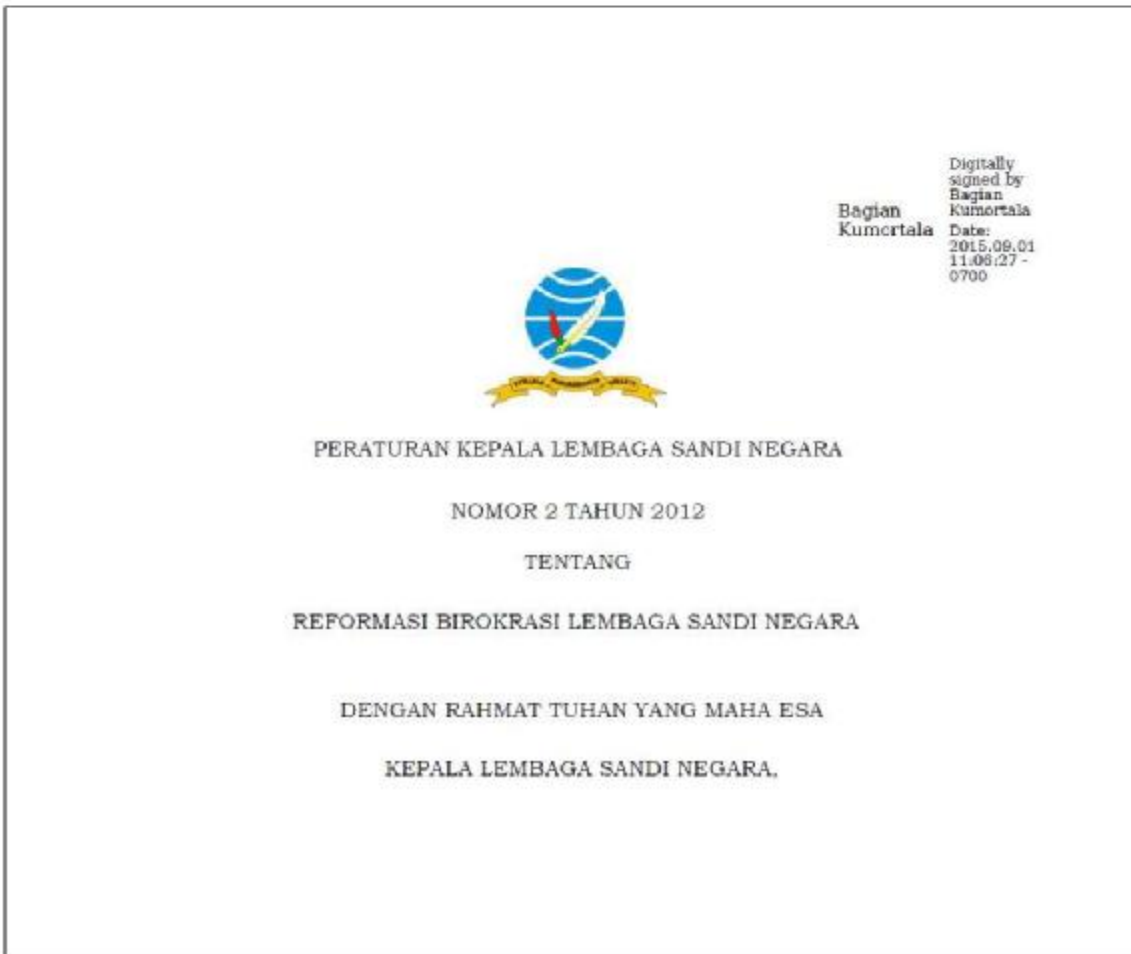 Bagian
Kumortala
Digitally
signed by
Bagian
Kumortala
Date:
2015.09.01
11:06:27 -
0700
PERATURAN KEPALA LEMBAGA SANDI NEGARA
NOMOR 2 TAHUN 2012
TENTANG
REFORMASI BIROKRASI LEMBAGA SANDI NEGARA
DENGAN RAHMAT TUHAN YANG MAHA ESA
KEPALA LEMBAGA SANDI NEGARA,